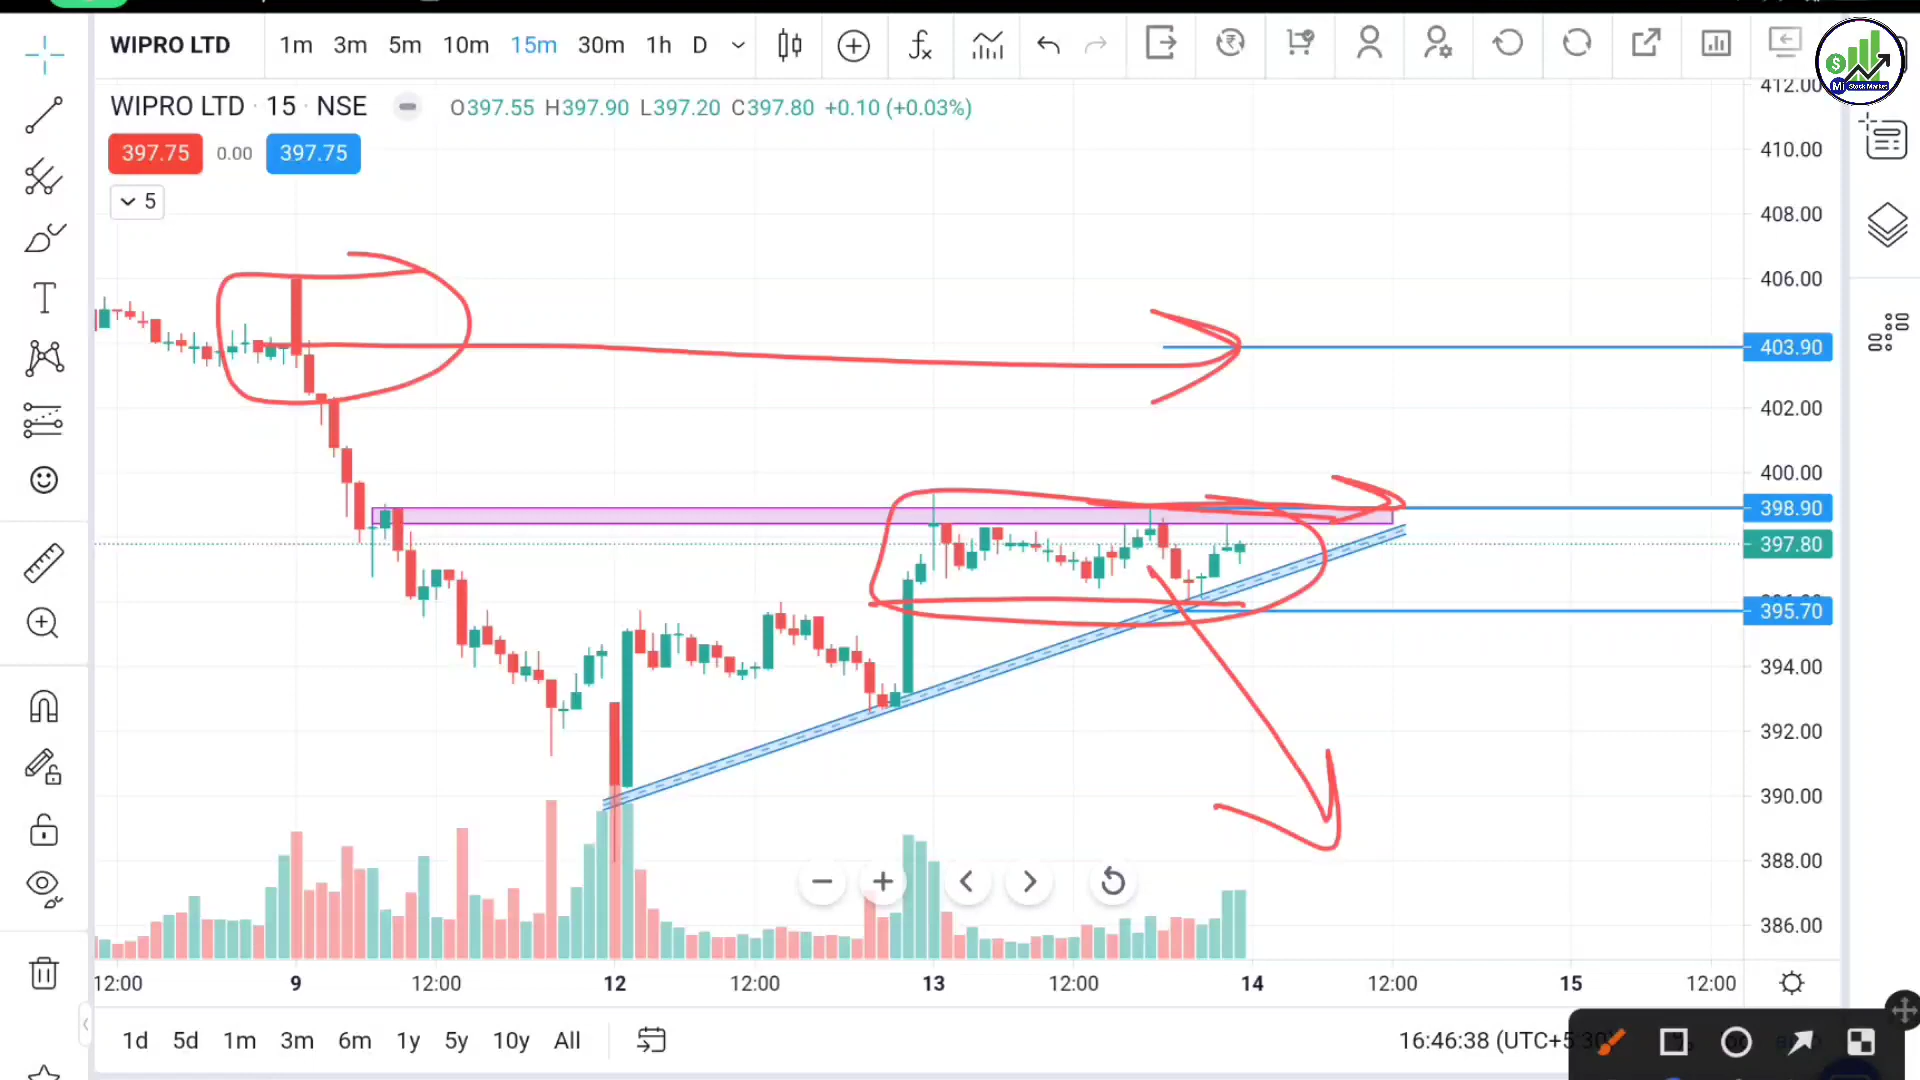 WIPRO LTD 1m 3m 5m 10m 15m 30m 1h D
$
Mi Stock Market
WIPRO LTD · 15 · NSE O397.55 H397.90 L397.20 C397.80 +0.10 (+0.03%)
397.75 0.00 397.75
5
412.00
410.00
408.00
406.00
403.90
402.00
400.00
398.90
397.80
395.70
394.00
392.00
390.00
388.00
386.00
12:00 9 12:00 12 12:00 13 12:00 14 12:00 15 12:00
1d 5d 1m 3m 6m 1y 5y 10y All 16:46:38 (UTC+5:30)